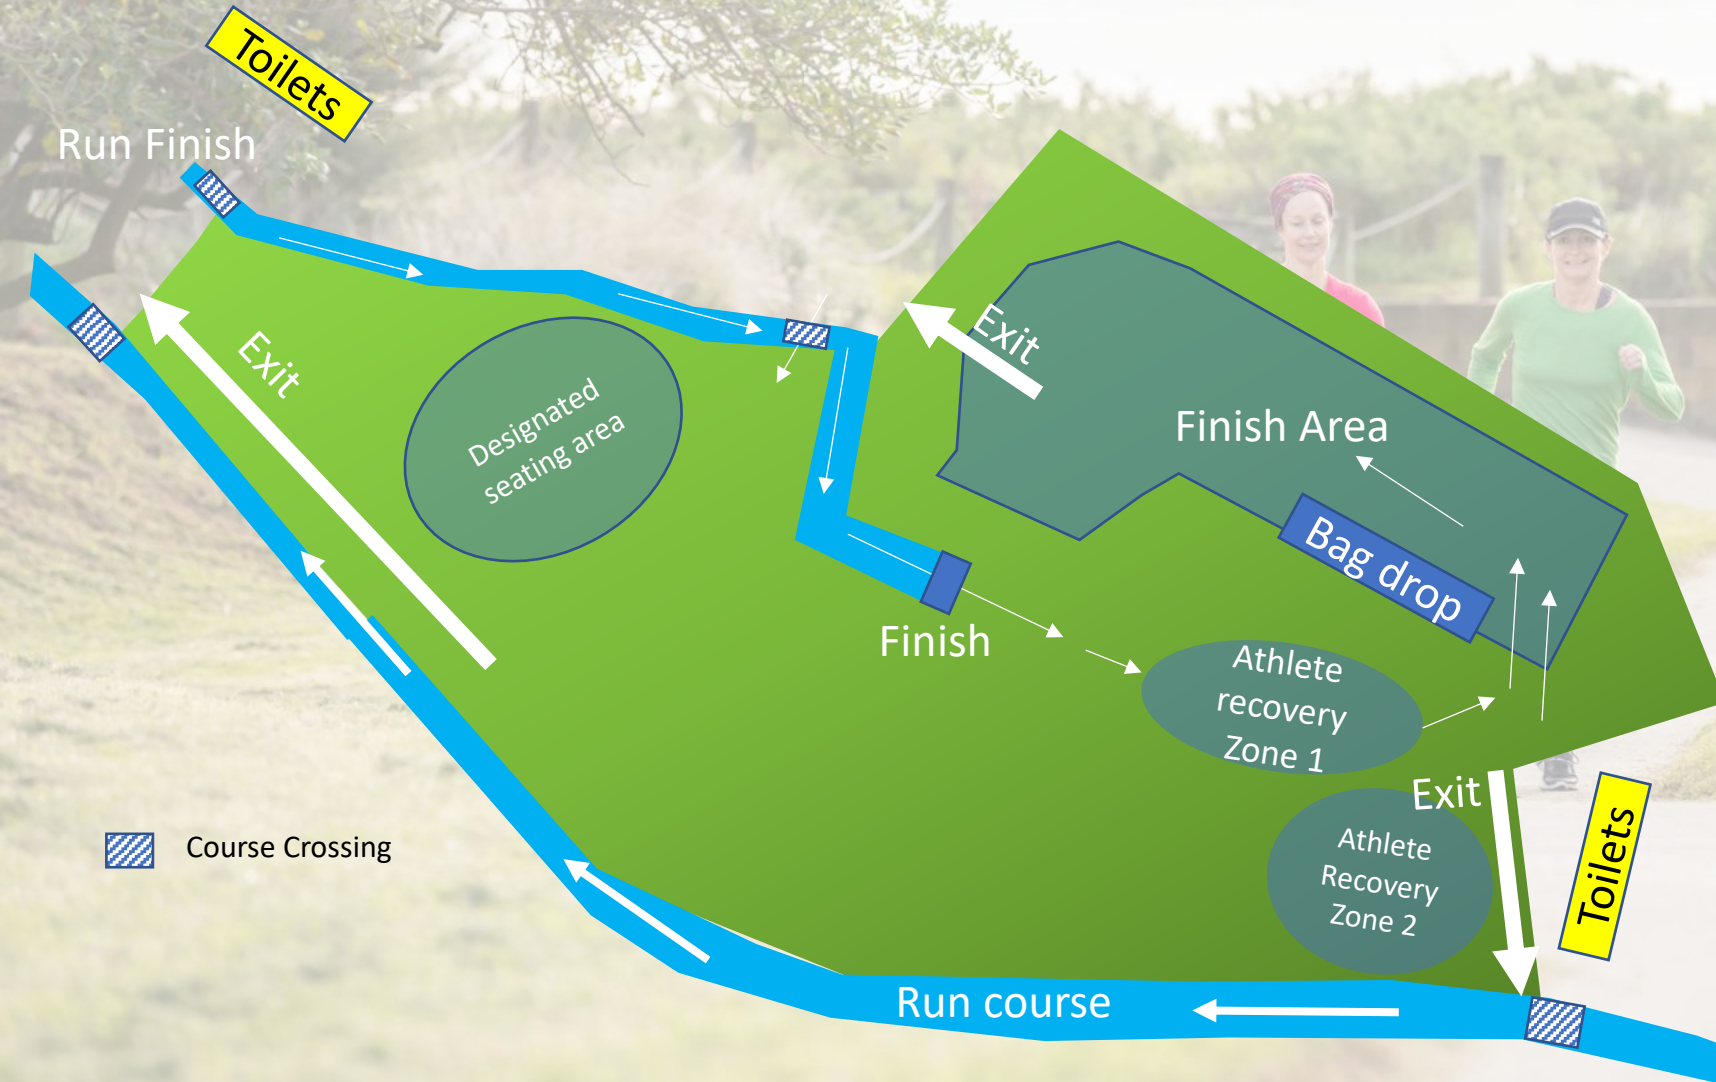 Toilets
Run Finish
Exit
Exit
Designated
seating area
Finish Area
Bag drop
Finish
Athlete
recovery
Zone 1
Exit
Athlete
Recovery
Zone 2
Toilets
Course Crossing
Run course